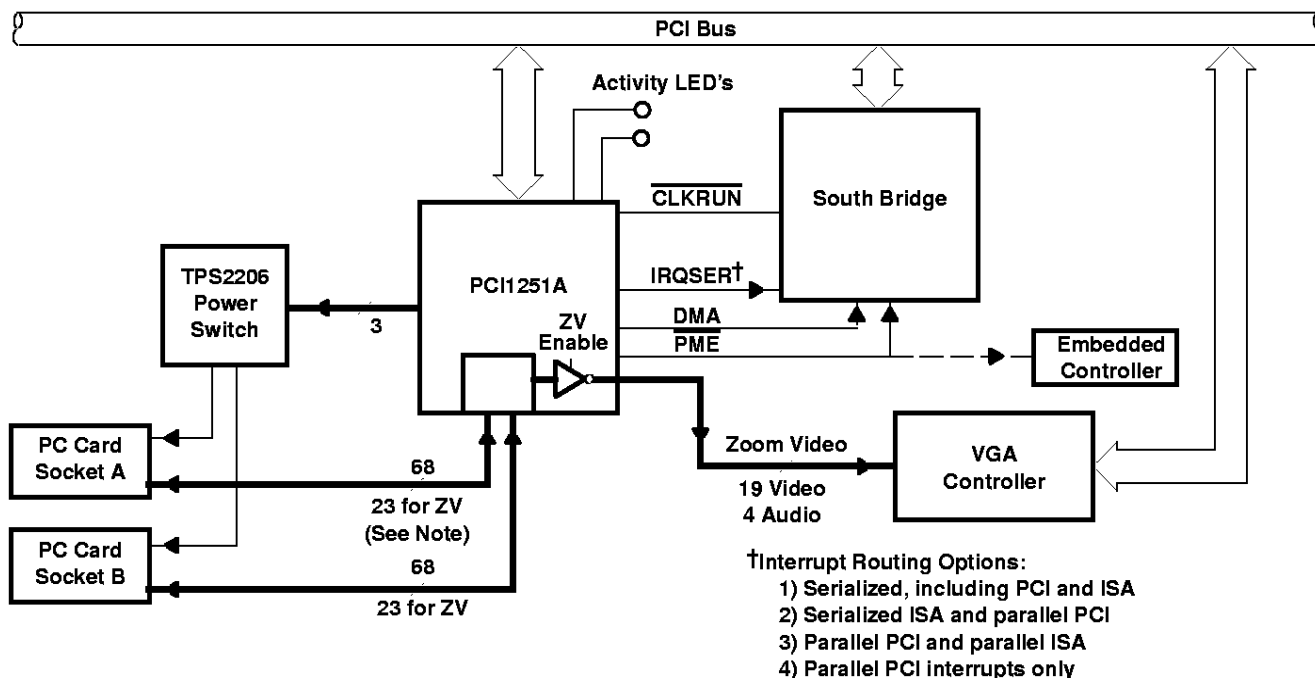 PCI Bus
Activity LED's
CLKRUN
South Bridge
TPS2206
Power
Switch
3
PCI1251A
IRQSER†
DMA
PME
ZV
Enable
Embedded
Controller
PC Card
Socket A
68
23 for ZV
(See Note)
Zoom Video
19 Video
4 Audio
VGA
Controller
PC Card
Socket B
68
23 for ZV
†Interrupt Routing Options:
1) Serialized, including PCI and ISA
2) Serialized ISA and parallel PCI
3) Parallel PCI and parallel ISA
4) Parallel PCI interrupts only